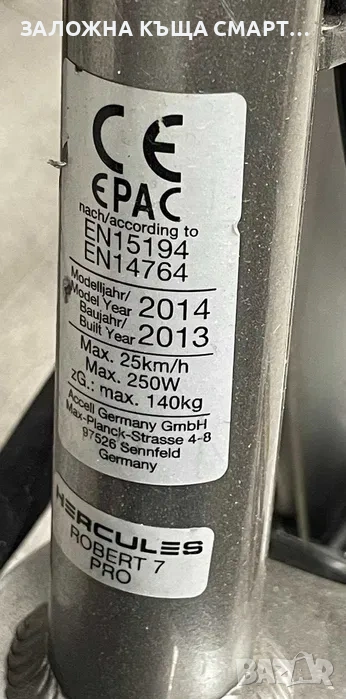 ЗАЛОЖНА КЪЩА СМАРТ...
CE
EPAC
nach/according to
EN15194
EN14764
Modelljahr/
Model Year 2014
Baujahr/
Built Year 2013
Max. 25km/h
Max. 250W
zG.: max. 140kg
Accell Germany GmbH
Max-Planck-Strasse 4-8
97526 Sennfeld
Germany
HERCULES
ROBERT 7
PRO
BAZAR
bg